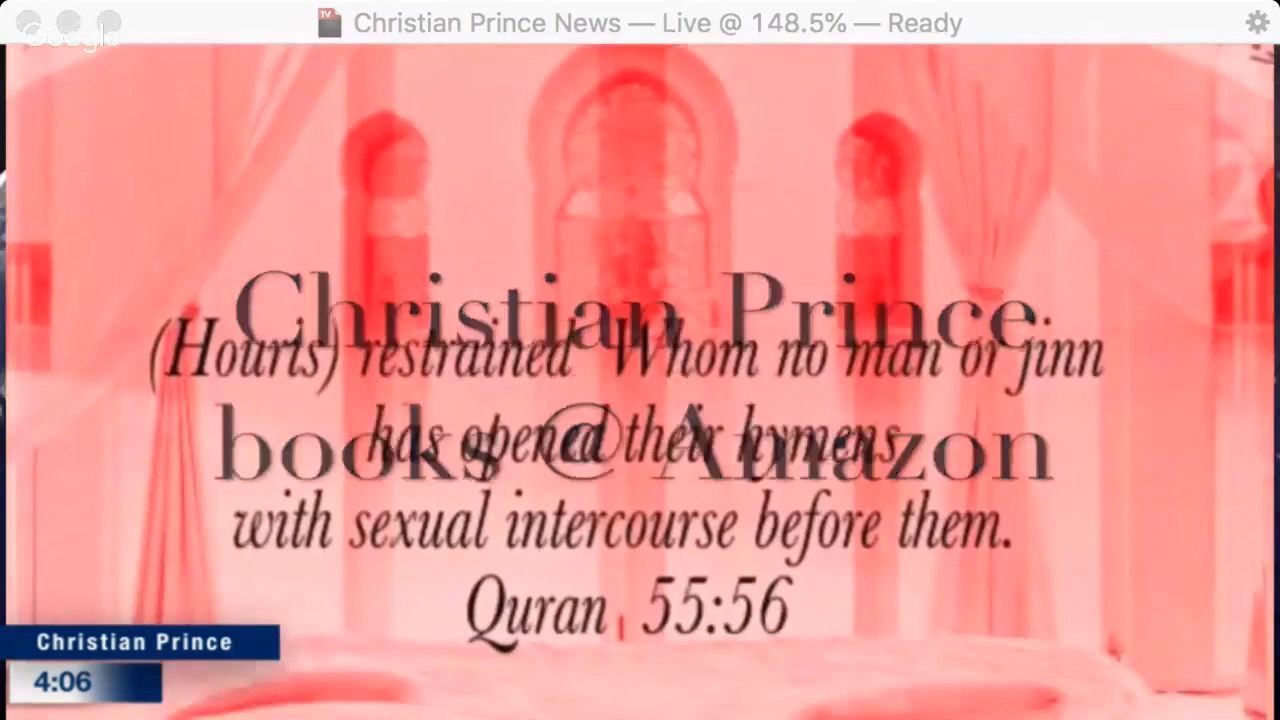 Christian Prince News — Live @ 148.5% — Ready
Google
Christian Prince
(Houris) restrained Whom no man or jinn
books @ Amazon
has opened their hymens
with sexual intercourse before them.
Quran 55:56
Christian Prince
4:06